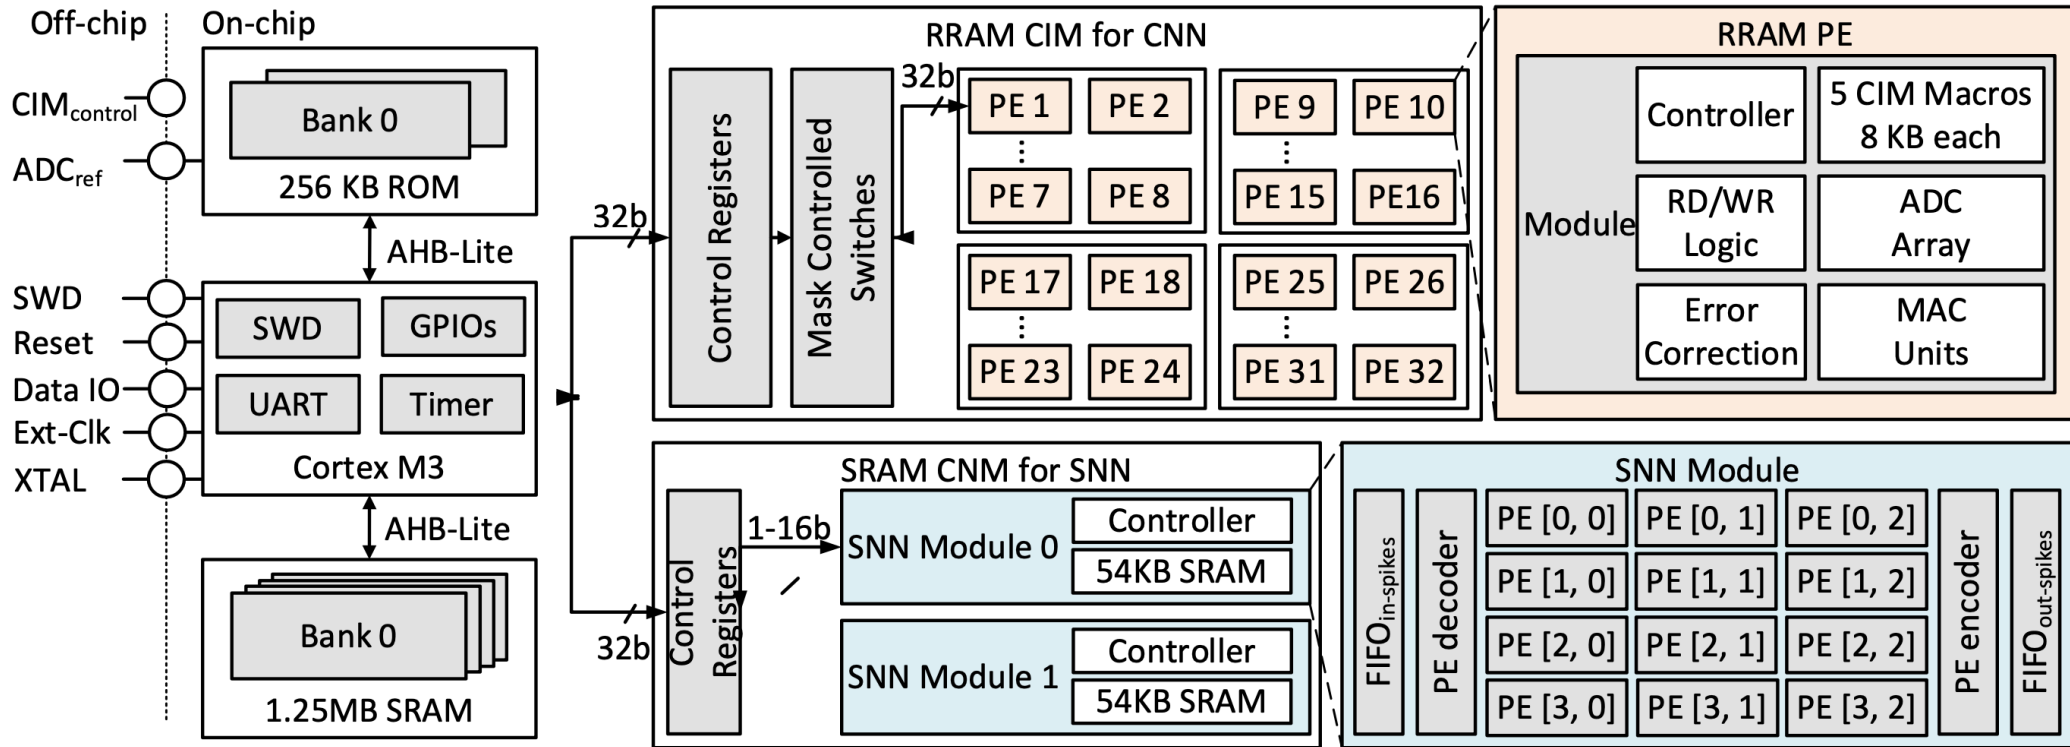 Off-chip
On-chip
CIMcontrol
ADCref
SWD
Reset
Data IO
Ext-Clk
XTAL
Bank 0
256 KB ROM
AHB-Lite
SWD
GPIOs
UART
Timer
Cortex M3
AHB-Lite
Bank 0
1.25MB SRAM
32b
32b
RRAM CIM for CNN
Control Registers
Mask Controlled
Switches
32b
PE 1
PE 2
PE 7
PE 8
PE 9
PE 10
PE 15
PE16
PE 17
PE 18
PE 23
PE 24
PE 25
PE 26
PE 31
PE 32
RRAM PE
Module
Controller
5 CIM Macros
8 KB each
RD/WR
Logic
ADC
Array
Error
Correction
MAC
Units
SRAM CNM for SNN
Control
Registers
1-16b
SNN Module 0
Controller
54KB SRAM
SNN Module 1
Controller
54KB SRAM
SNN Module
FIFOin-spikes
PE decoder
PE [0, 0]
PE [0, 1]
PE [0, 2]
PE [1, 0]
PE [1, 1]
PE [1, 2]
PE [2, 0]
PE [2, 1]
PE [2, 2]
PE [3, 0]
PE [3, 1]
PE [3, 2]
PE encoder
FIFOout-spikes